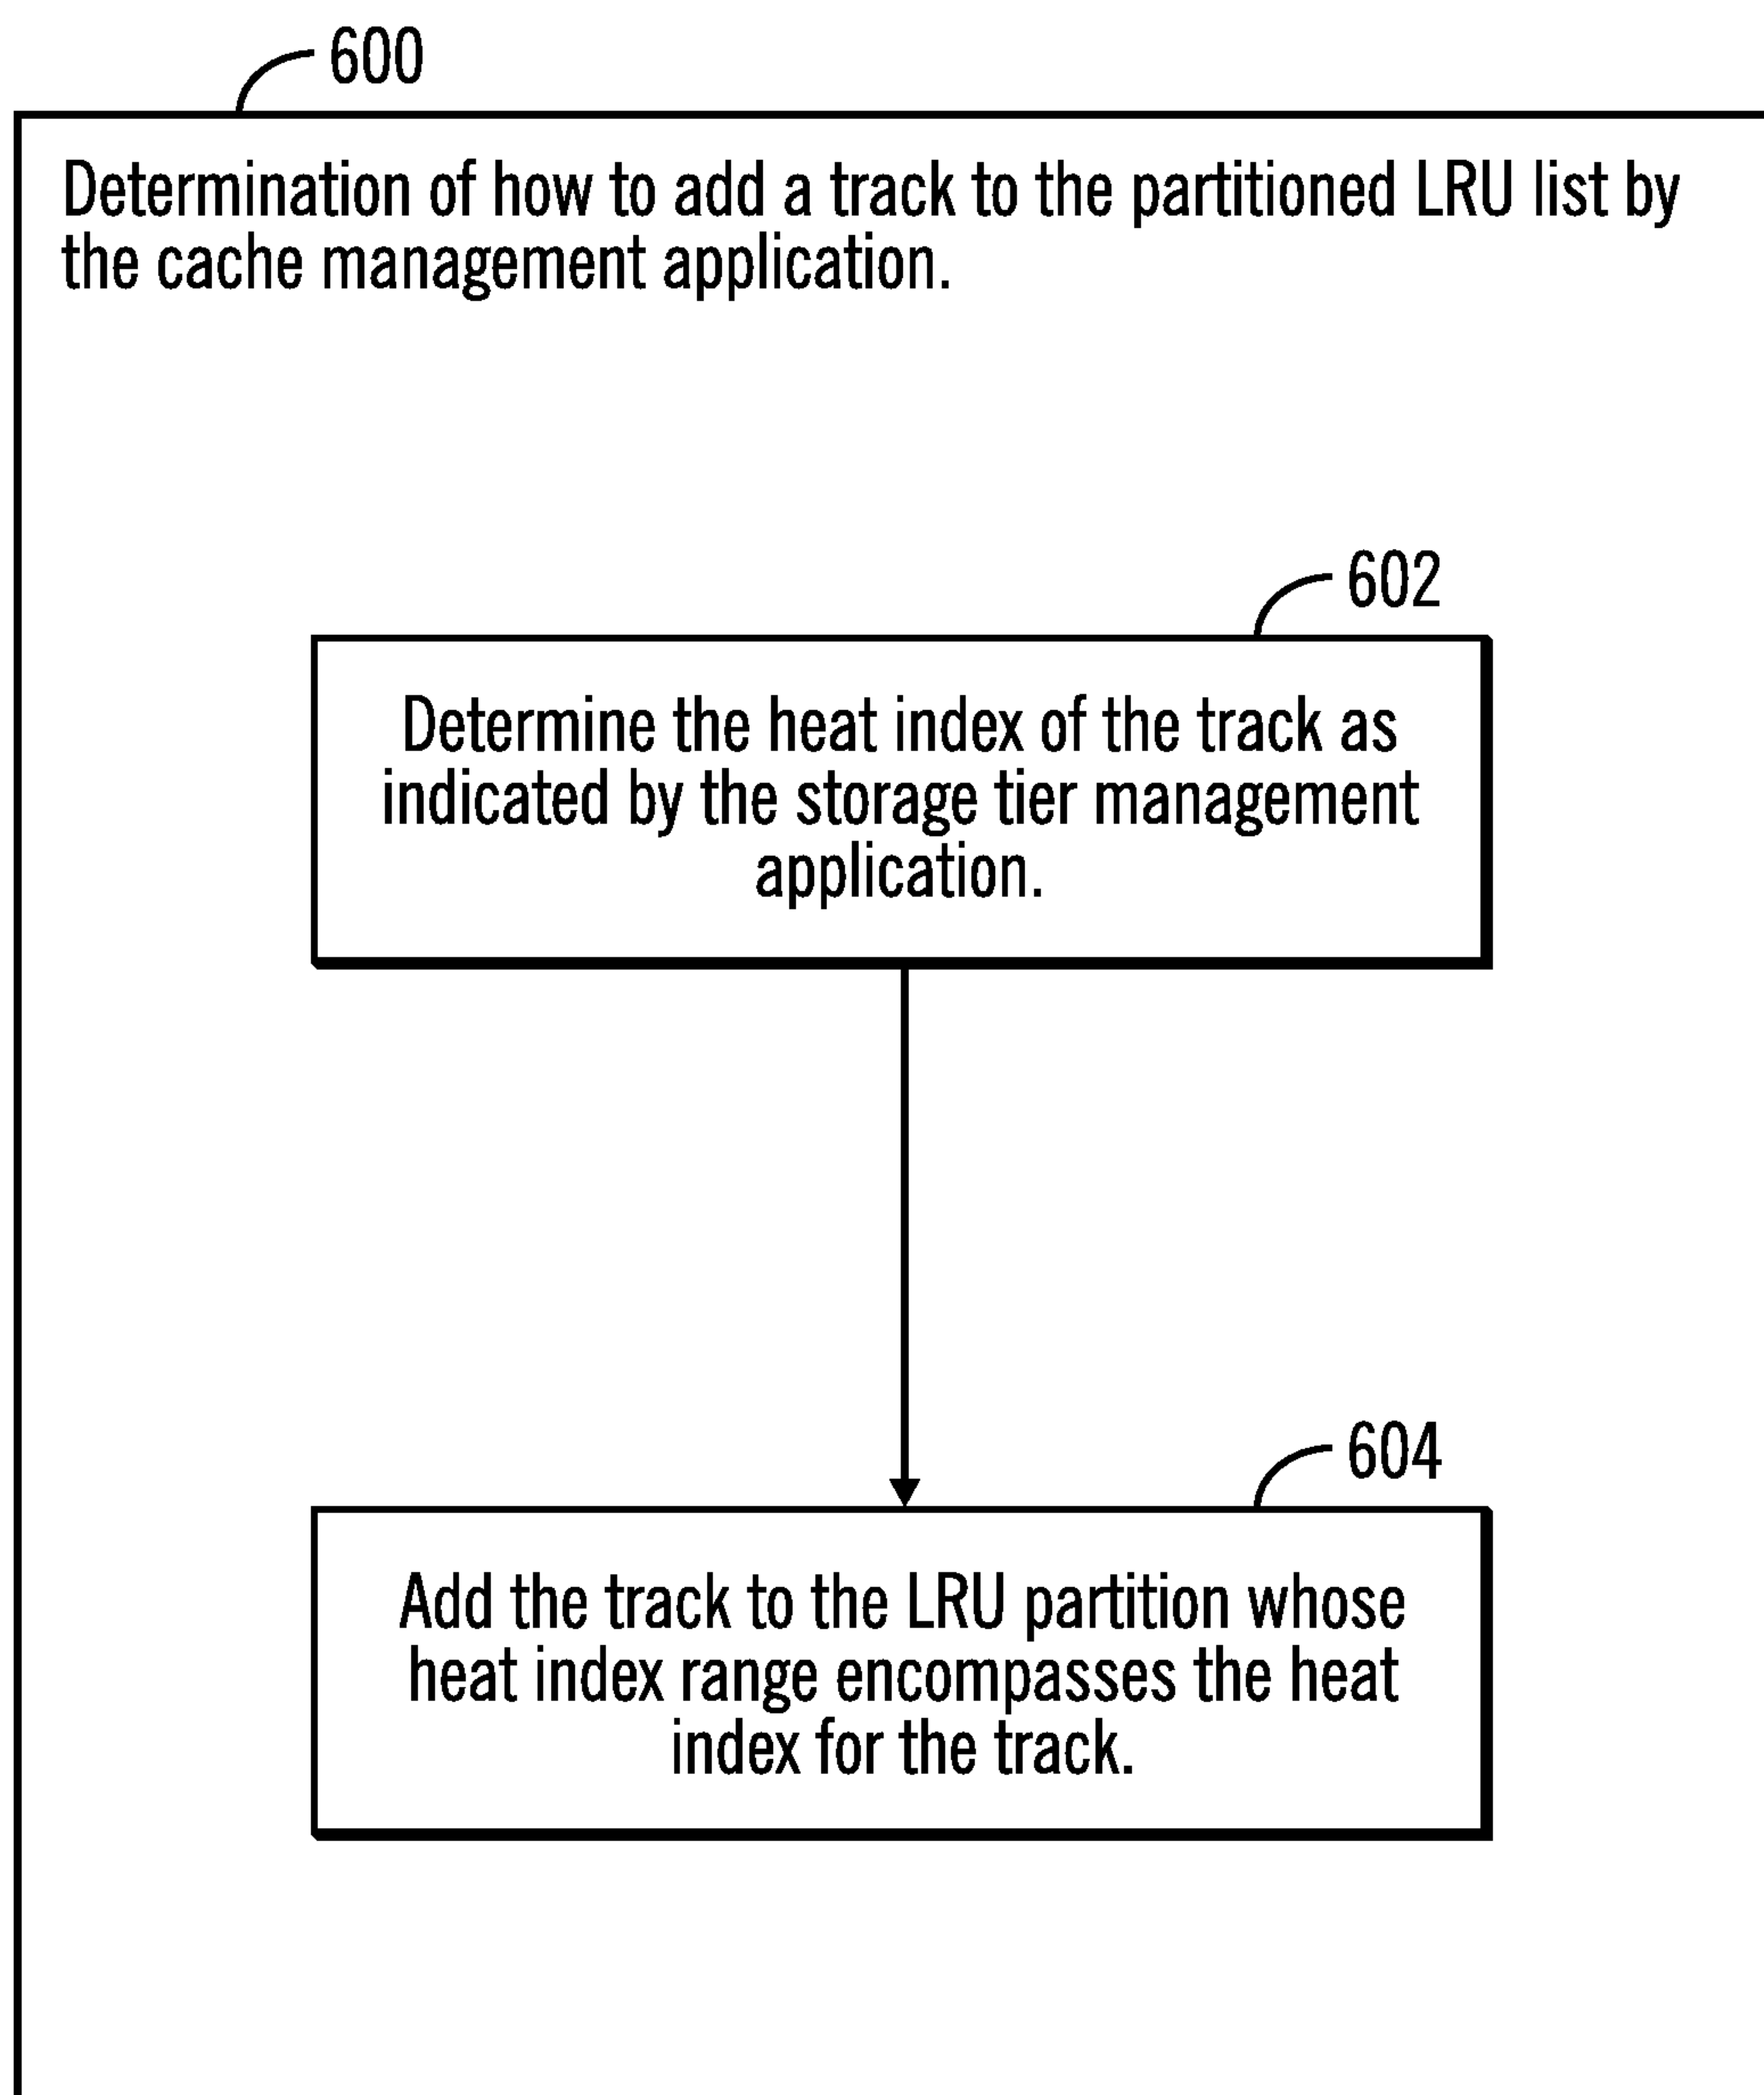 600
Determination of how to add a track to the partitioned LRU list by
the cache management application.
602
Determine the heat index of the track as
indicated by the storage tier management
application.
604
Add the track to the LRU partition whose
heat index range encompasses the heat
index for the track.